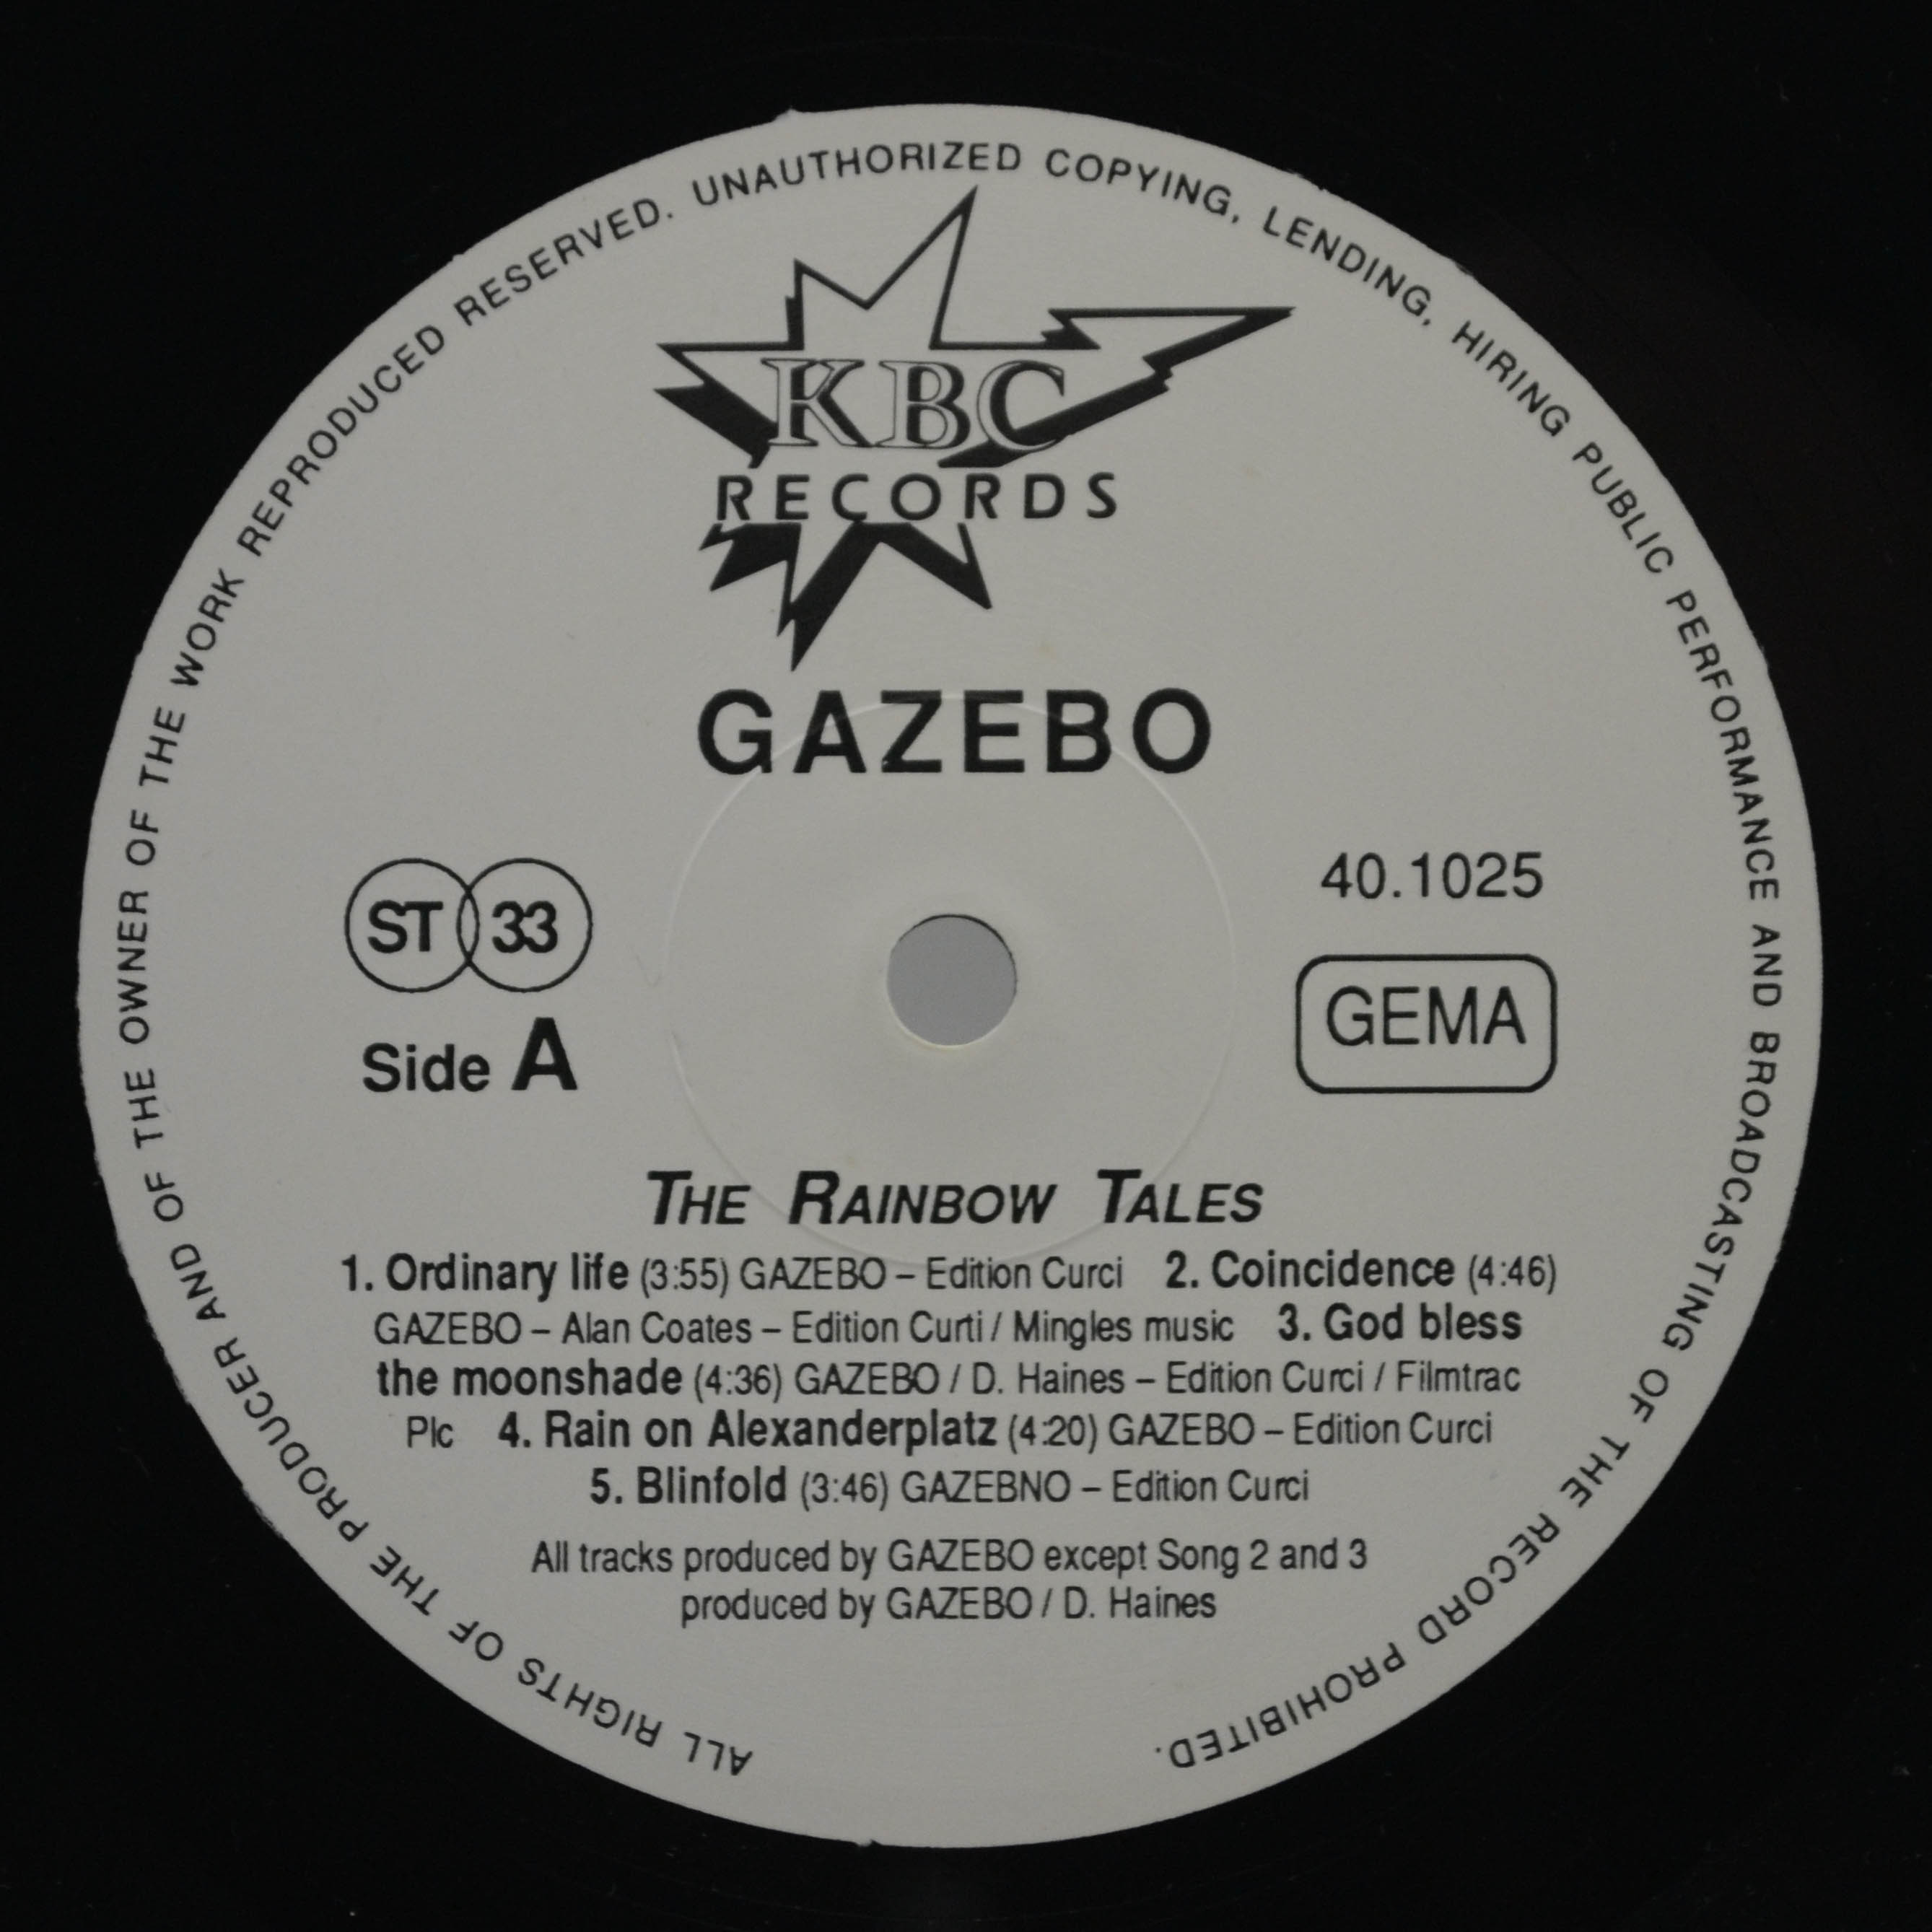 ALL RIGHTS OF THE PRODUCER AND OF THE OWNER OF THE WORK REPRODUCED RESERVED. UNAUTHORIZED COPYING, LENDING, HIRING PUBLIC PERFORMANCE AND BROADCASTING OF THE RECORD PROHIBITED.
KBC
RECORDS
GAZEBO
ST 33
Side A
40.1025
GEMA
THE RAINBOW TALES
1. Ordinary life (3:55) GAZEBO – Edition Curci 2. Coincidence (4:46)
GAZEBO – Alan Coates – Edition Curti / Mingles music 3. God bless
the moonshade (4:36) GAZEBO / D. Haines – Edition Curci / Filmtrac
Plc 4. Rain on Alexanderplatz (4:20) GAZEBO – Edition Curci
5. Blinfold (3:46) GAZEBNO – Edition Curci
All tracks produced by GAZEBO except Song 2 and 3
produced by GAZEBO / D. Haines